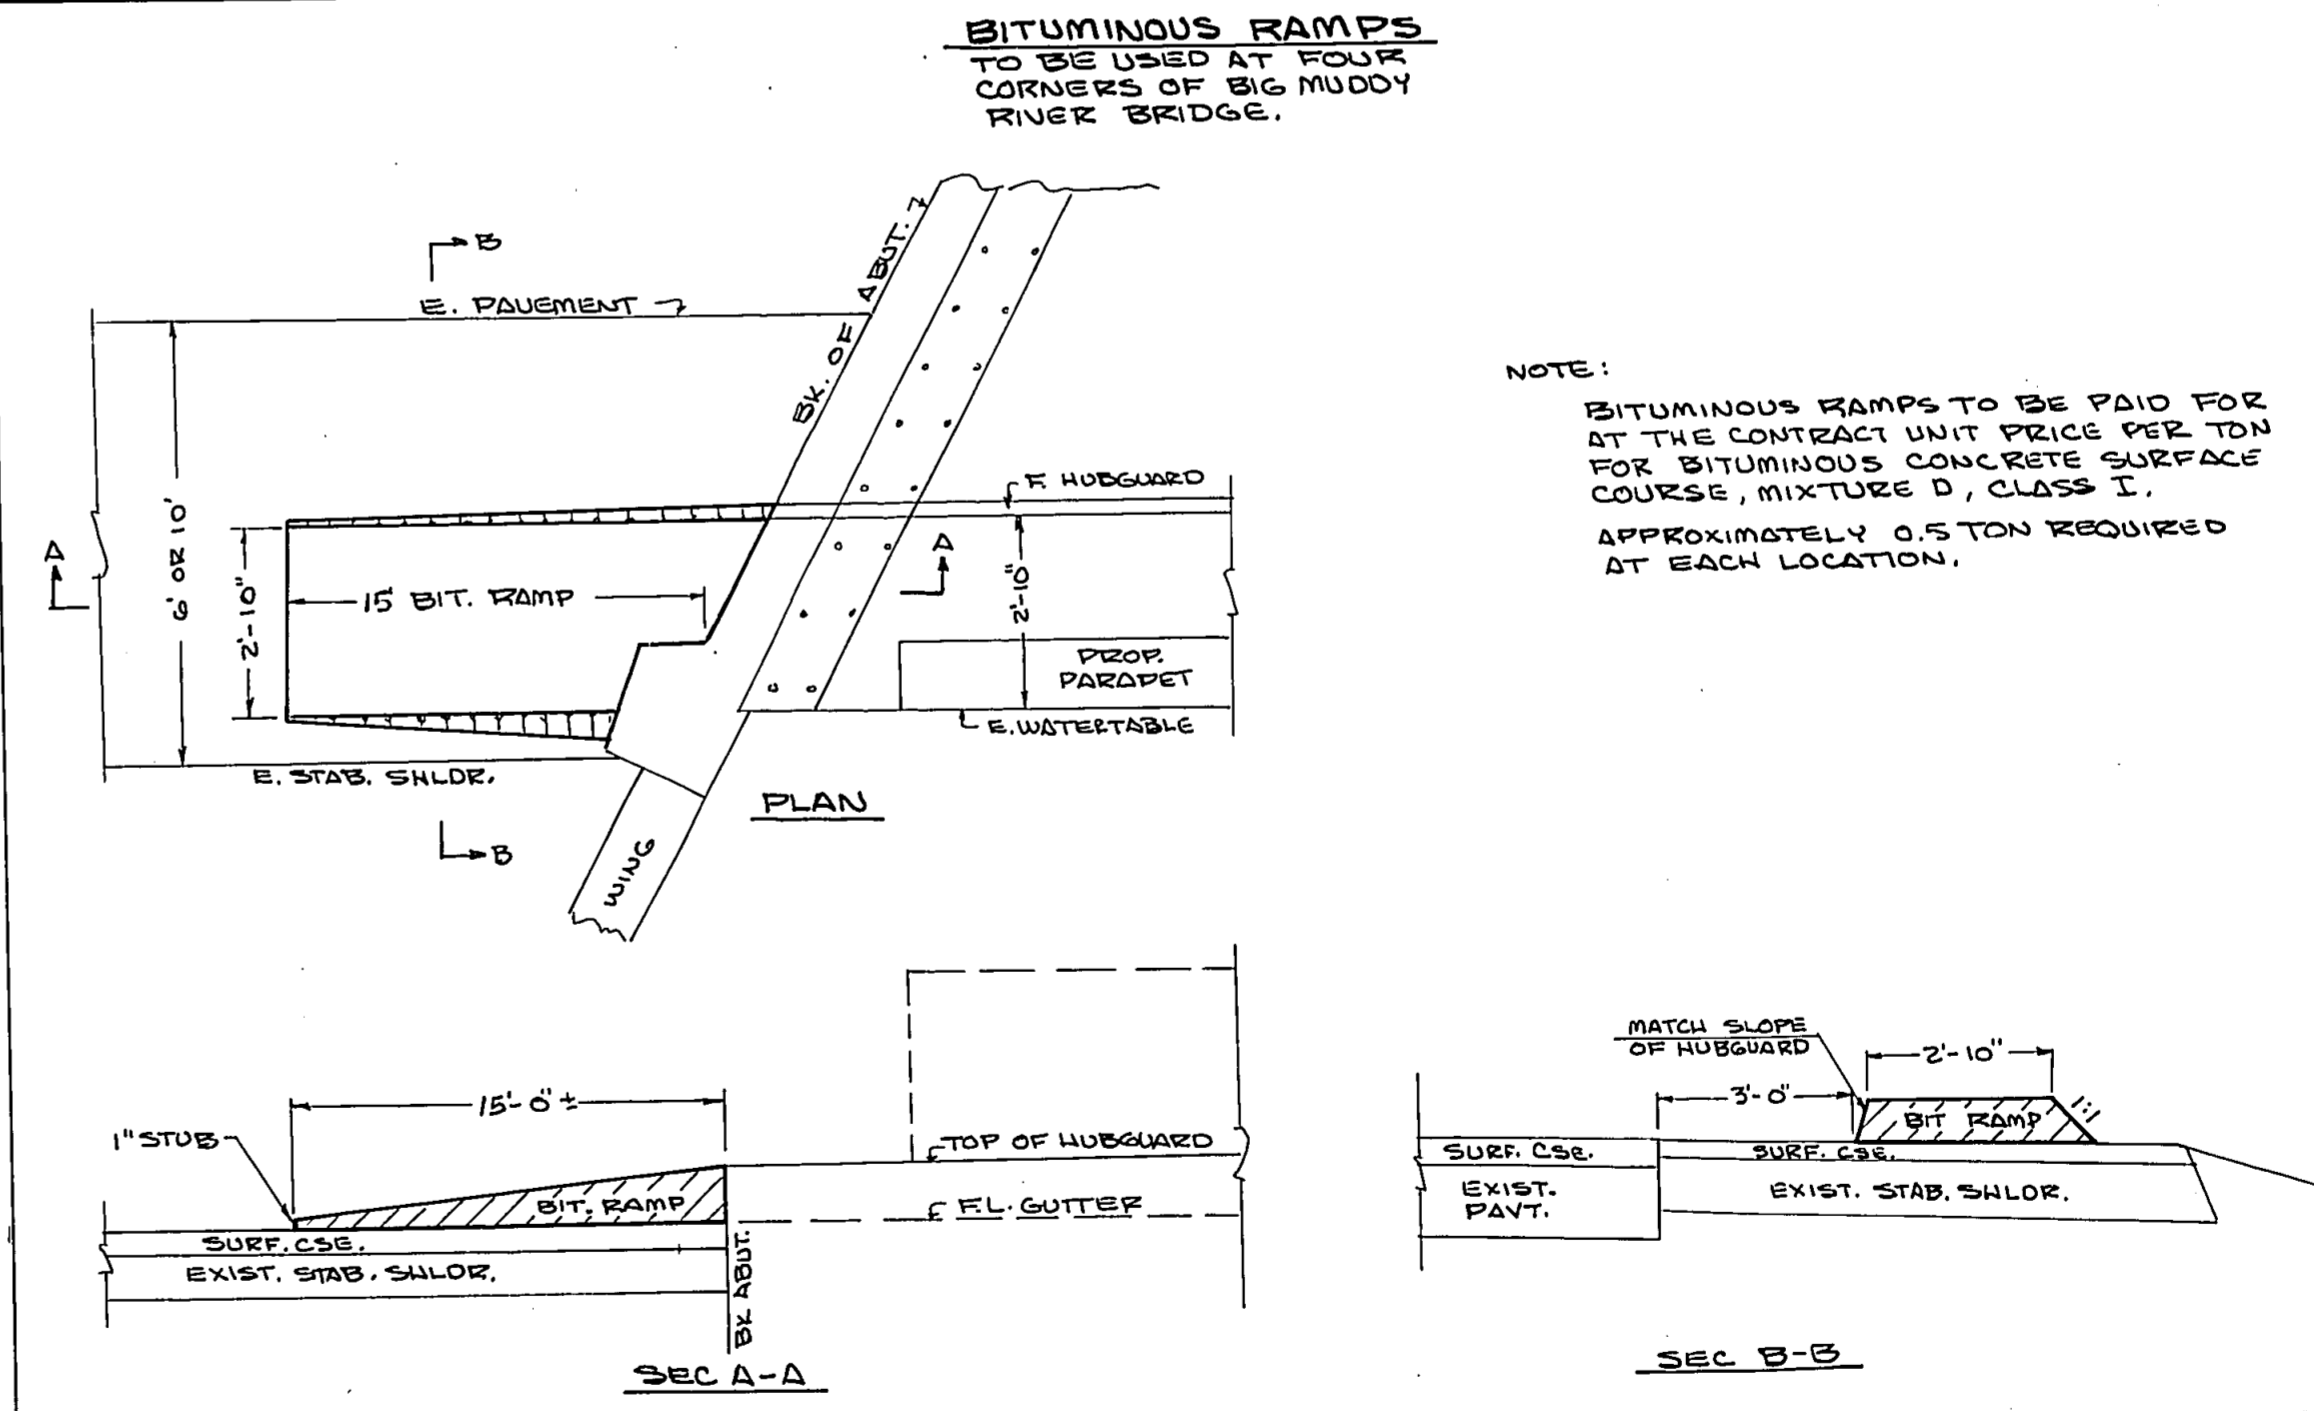 BITUMINOUS RAMPS
TO BE USED AT FOUR
CORNERS OF BIG MUDDY
RIVER BRIDGE.
B
E. PAVEMENT
BK. OF ABUT.
F. HUBGUARD
A
6' OR 10'
2'-10"
15' BIT. RAMP
A
2'-10"
PROP.
PARAPET
E. WATERTABLE
E. STAB. SHLDR.
PLAN
B
WING
NOTE:
BITUMINOUS RAMPS TO BE PAID FOR
AT THE CONTRACT UNIT PRICE PER TON
FOR BITUMINOUS CONCRETE SURFACE
COURSE, MIXTURE D, CLASS I.
APPROXIMATELY 0.5 TON REQUIRED
AT EACH LOCATION.
15'-0" ±
1" STUB
TOP OF HUBGUARD
BIT. RAMP
F.L. GUTTER
SURF. CSE.
EXIST. STAB. SHLDR.
BK ABUT.
SEC A-A
MATCH SLOPE
OF HUBGUARD
2'-10"
3'-0"
1:1
BIT RAMP
SURF. CSE.
SURF. CSE.
EXIST.
PAVT.
EXIST. STAB. SHLDR.
SEC B-B